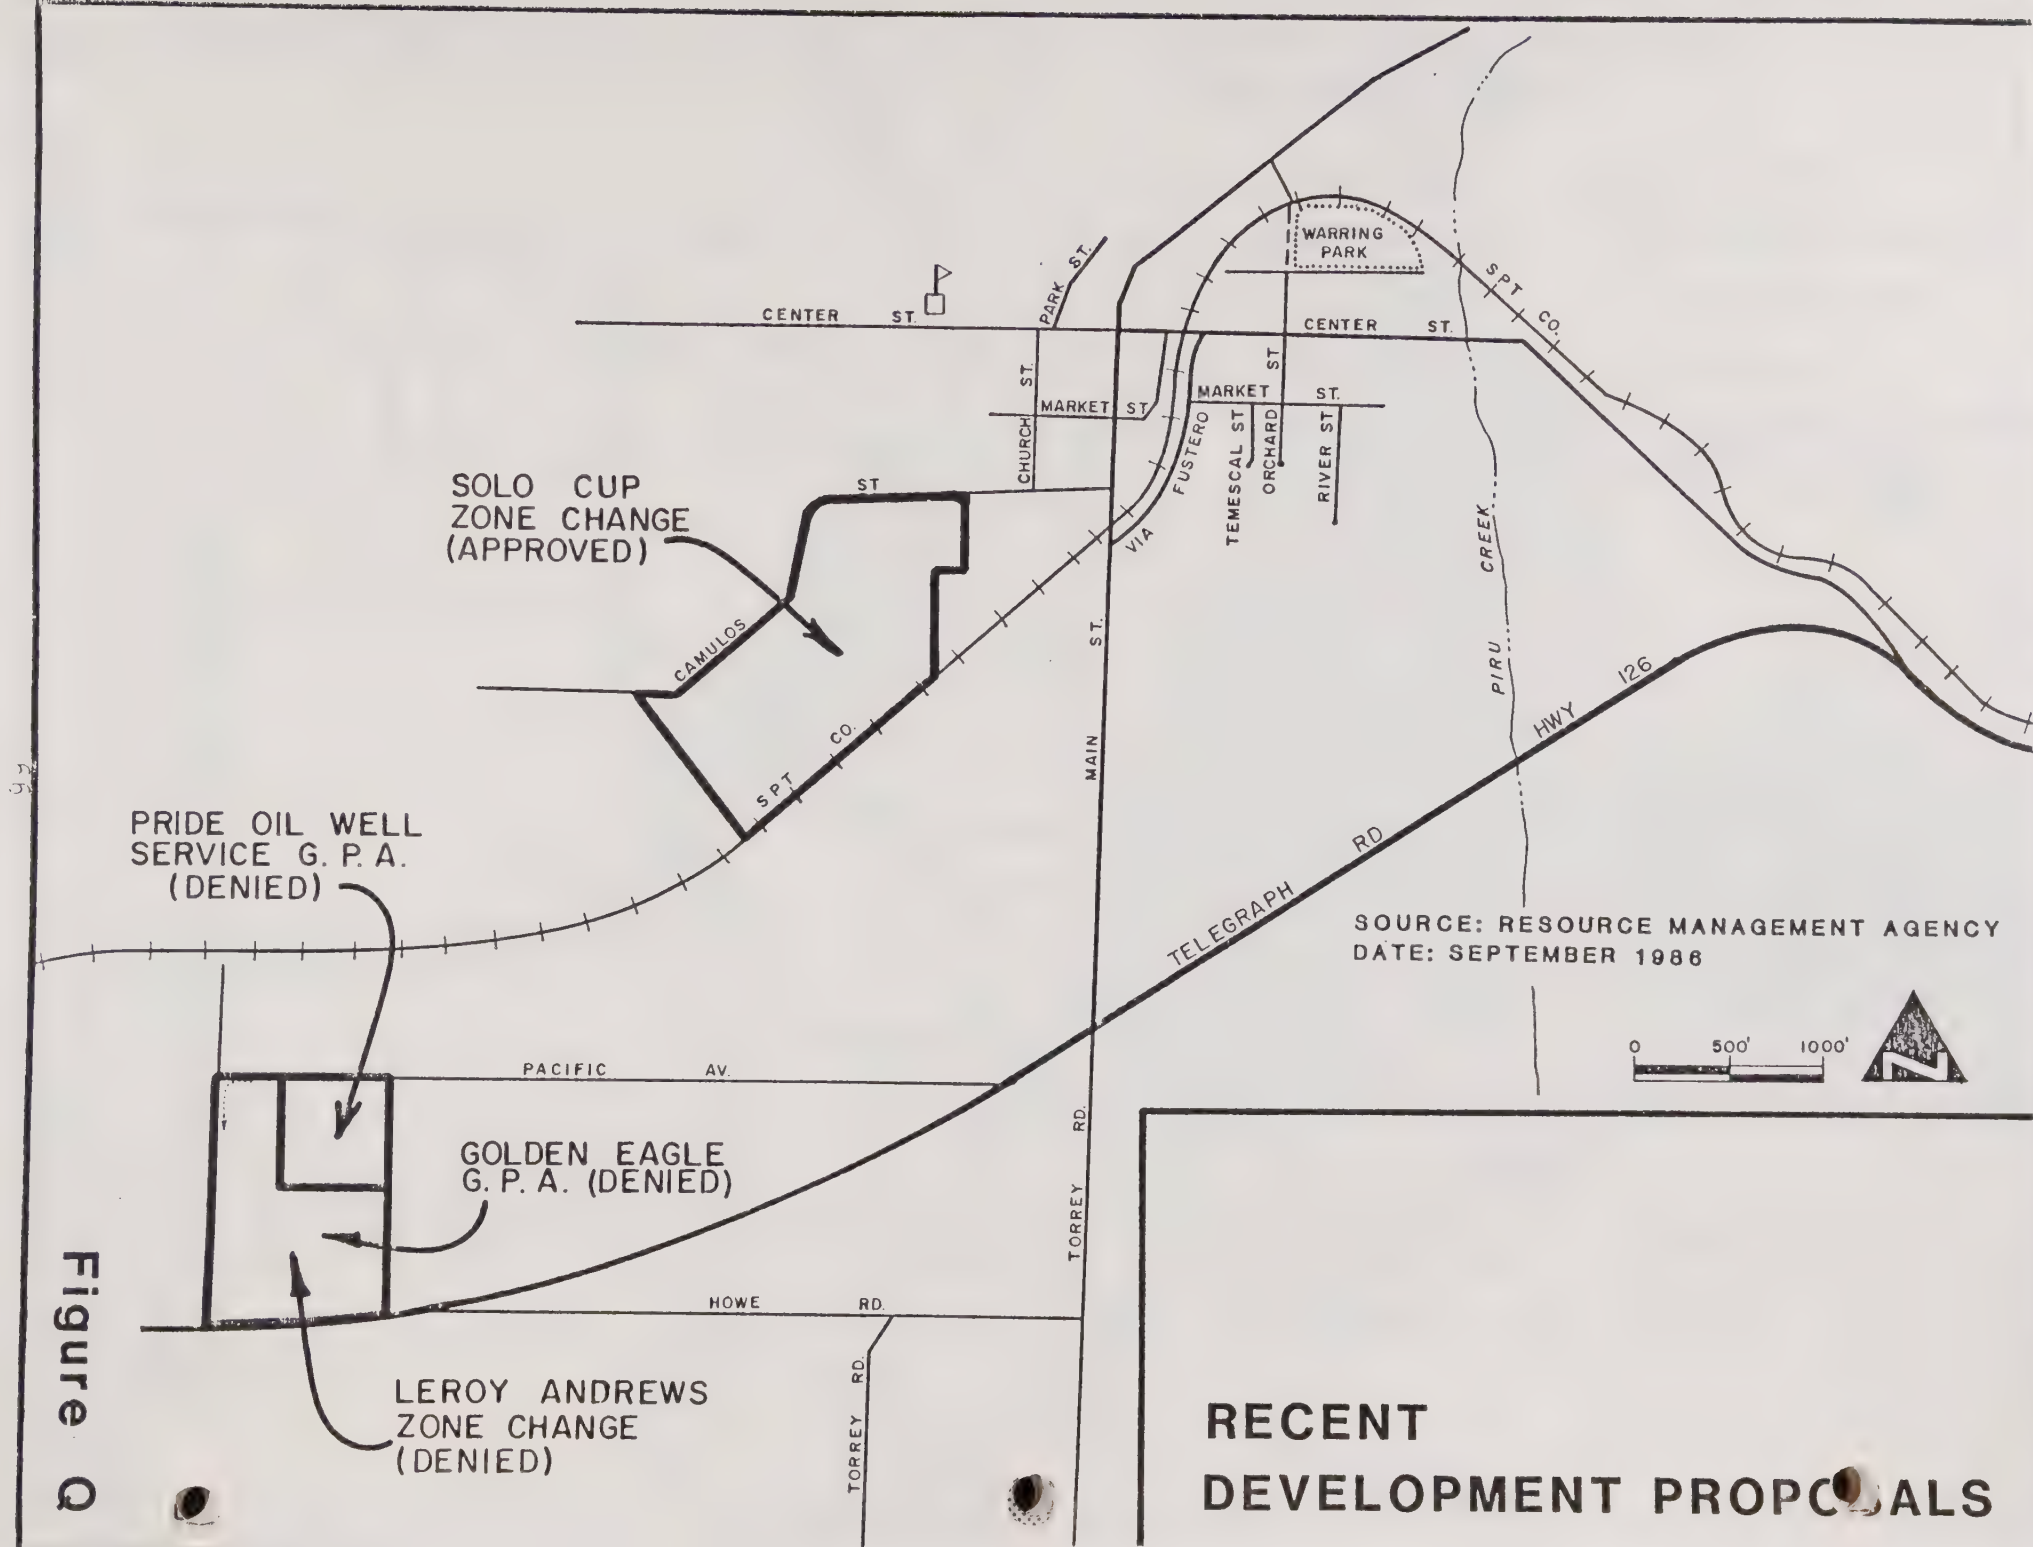 WARRING
PARK
SPT CO.
PARK ST.
CENTER ST.
CENTER ST.
CHURCH ST.
MARKET ST
MARKET ST.
VIA FUSTERO
TEMESCAL ST
ORCHARD ST
RIVER ST
SOLO CUP
ZONE CHANGE
(APPROVED)
CAMULOS ST
SPT CO.
MAIN ST.
PIRU CREEK
TELEGRAPH RD HWY 126
PRIDE OIL WELL
SERVICE G. P. A.
(DENIED)
SOURCE: RESOURCE MANAGEMENT AGENCY
DATE: SEPTEMBER 1986
0 500' 1000'
N
PACIFIC AV.
GOLDEN EAGLE
G. P. A. (DENIED)
TORREY RD.
HOWE RD.
TORREY RD.
LEROY ANDREWS
ZONE CHANGE
(DENIED)
Figure Q
RECENT
DEVELOPMENT PROPOSALS